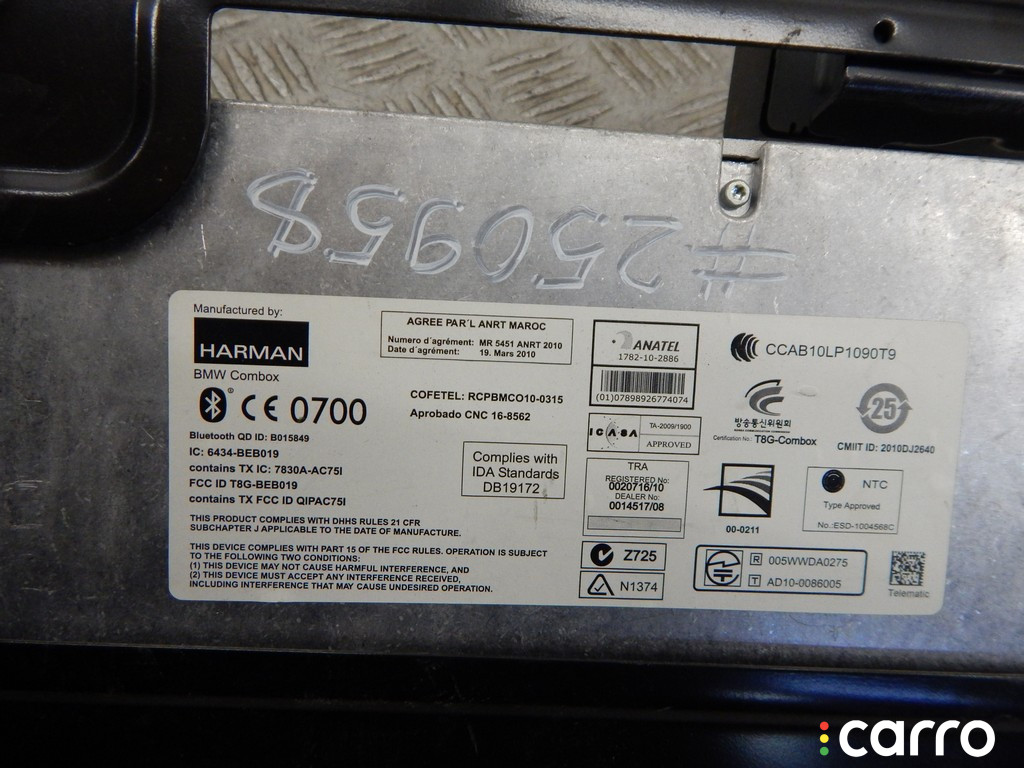 #250958
Manufactured by:
HARMAN
BMW Combox
CE 0700
Bluetooth QD ID: B015849
IC: 6434-BEB019
contains TX IC: 7830A-AC75I
FCC ID T8G-BEB019
contains TX FCC ID QIPAC75I
THIS PRODUCT COMPLIES WITH DHHS RULES 21 CFR
SUBCHAPTER J APPLICABLE TO THE DATE OF MANUFACTURE.
THIS DEVICE COMPLIES WITH PART 15 OF THE FCC RULES. OPERATION IS SUBJECT
TO THE FOLLOWING TWO CONDITIONS:
(1) THIS MAY NOT CAUSE HARMFUL INTERFERENCE, AND
(2) THIS DEVICE MUST ACCEPT ANY INTERFERENCE RECEIVED,
INCLUDING INTERFERENCE THAT MAY CAUSE UNDESIRED OPERATION.
AGREE PAR´L ANRT MAROC
Numero d´agrément: MR 5451 ANRT 2010
Date d´agrément: 19. Mars 2010
COFETEL: RCPBMCO10-0315
Aprobado CNC 16-8562
Complies with
IDA Standards
DB19172
ANATEL
1782-10-2886
(01)07898926774074
ICASA
TA-2009/1900
APPROVED
TRA
REGISTERED No:
0020716/10
DEALER No:
0014517/08
Z725
N1374
CCAB10LP1090T9
방송통신위원회
Certification No.: T8G-Combox
25
CMIIT ID: 2010DJ2640
00-0211
NTC
Type Approved
No.:ESD-1004568C
R 005WWDA0275
T AD10-0086005
Telematic
carro